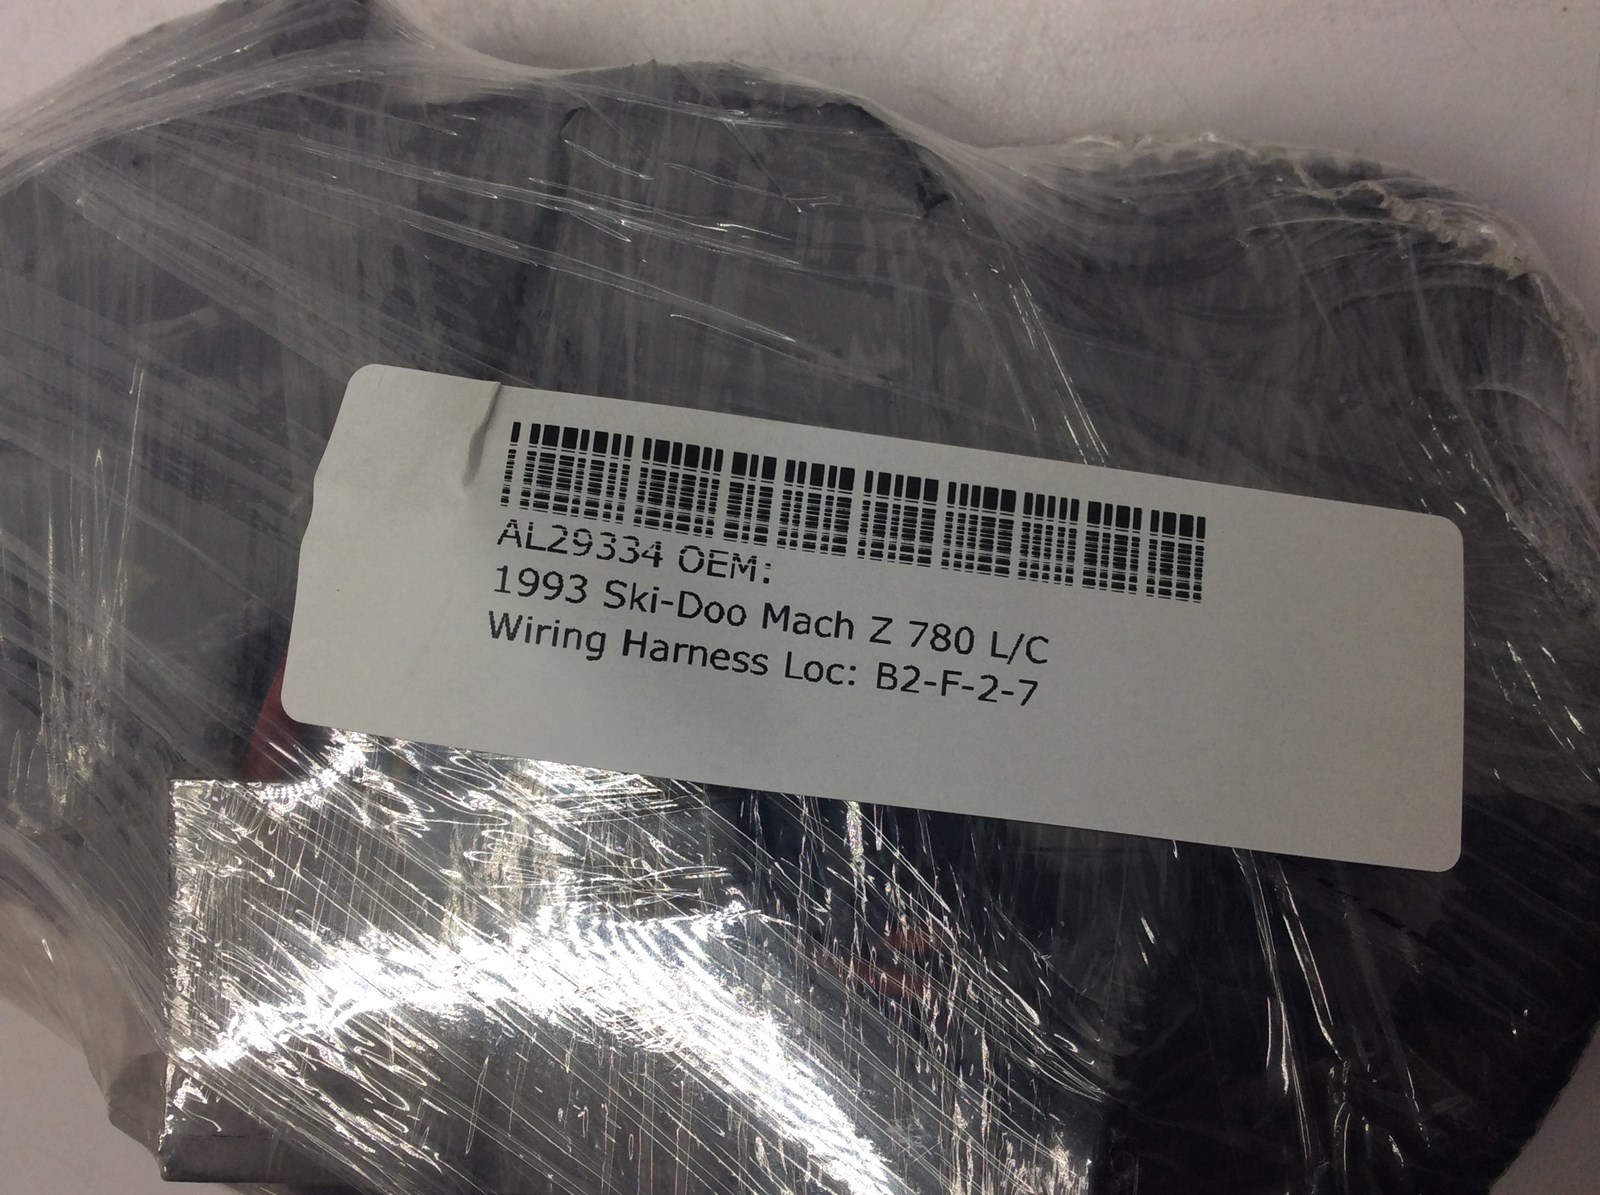 AL29334 OEM:
1993 Ski-Doo Mach Z 780 L/C
Wiring Harness Loc: B2-F-2-7